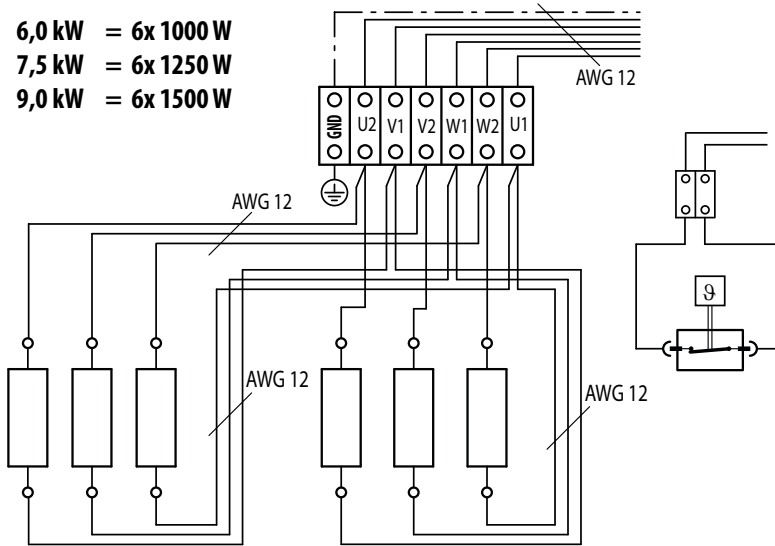 6,0 kW = 6x 1000 W
7,5 kW = 6x 1250 W
9,0 kW = 6x 1500 W
AWG 12
GND U2 V1 V2 W1 W2 U1
AWG 12
ϑ
AWG 12
AWG 12